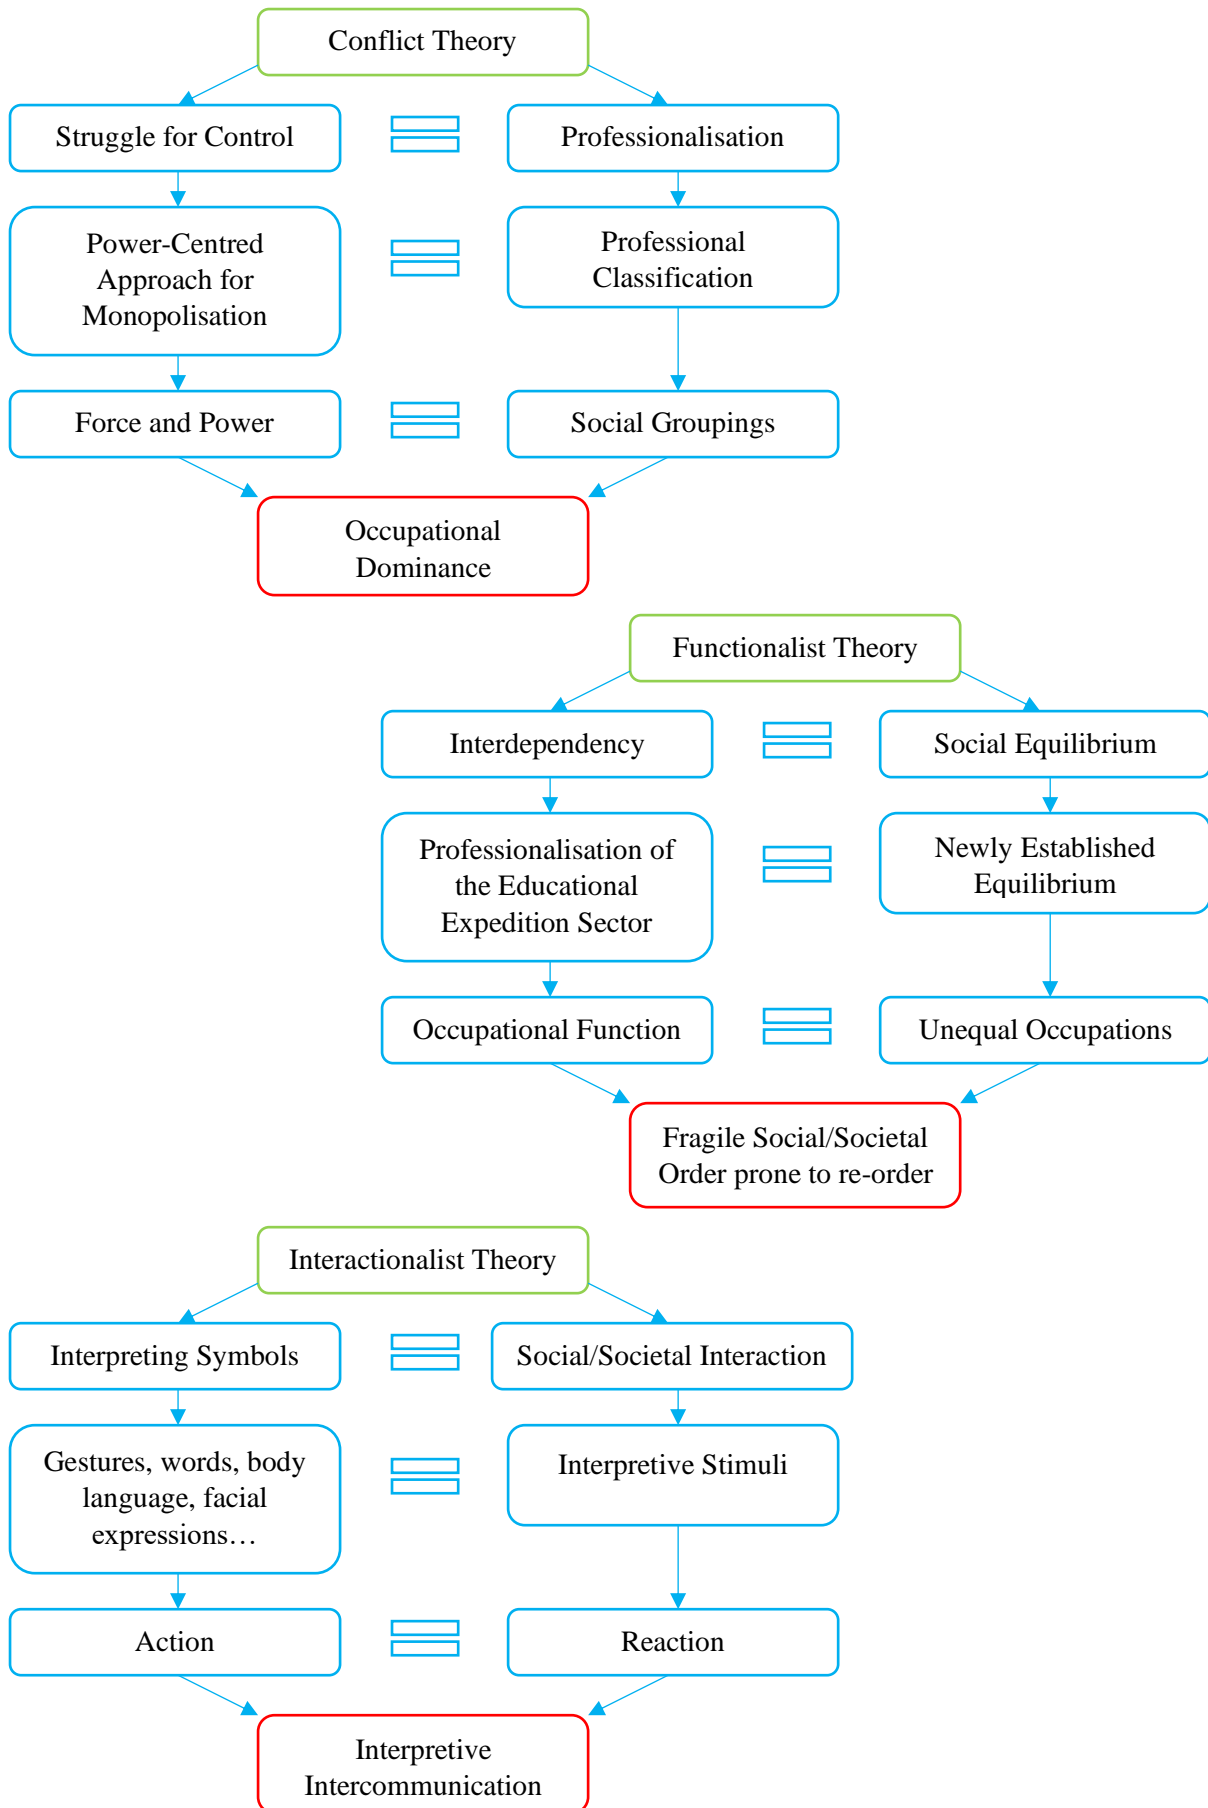 Conflict Theory
Struggle for Control
Professionalisation
Power-Centred
Approach for
Monopolisation
Professional
Classification
Force and Power
Social Groupings
Occupational
Dominance
Functionalist Theory
Interdependency
Social Equilibrium
Professionalisation of
the Educational
Expedition Sector
Newly Established
Equilibrium
Occupational Function
Unequal Occupations
Fragile Social/Societal
Order prone to re-order
Interactionalist Theory
Interpreting Symbols
Social/Societal Interaction
Gestures, words, body
language, facial
expressions…
Interpretive Stimuli
Action
Reaction
Interpretive
Intercommunication